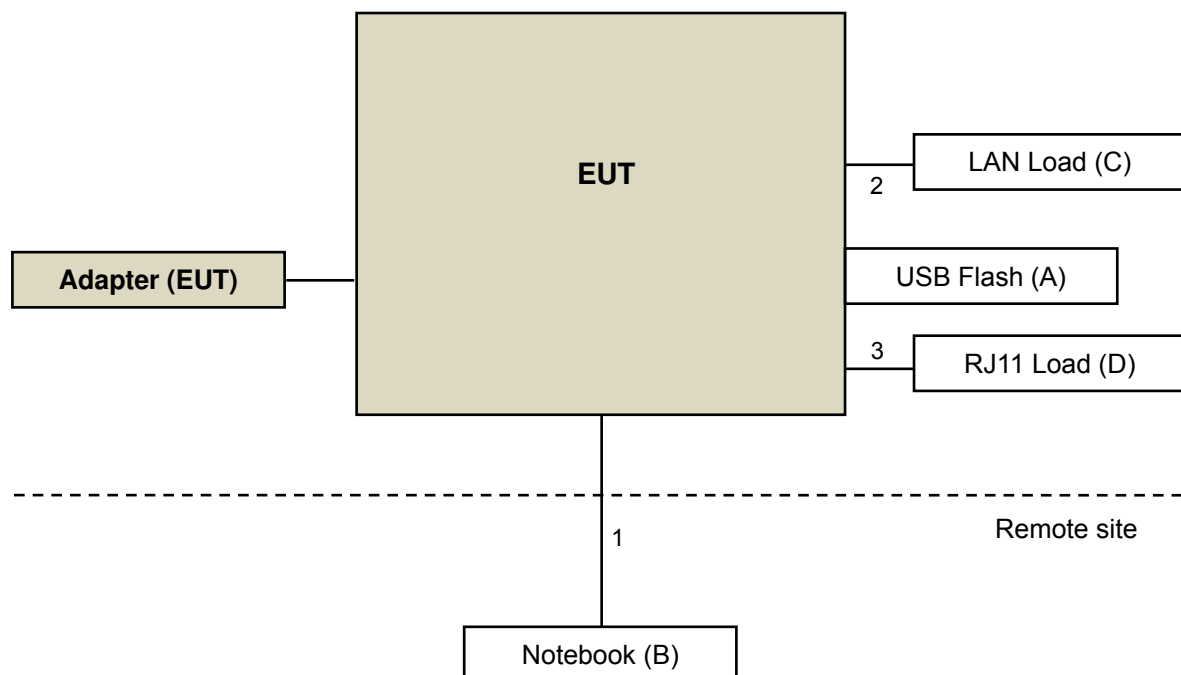 EUT
LAN Load (C)
2
Adapter (EUT)
USB Flash (A)
3
RJ11 Load (D)
1
Remote site
Notebook (B)